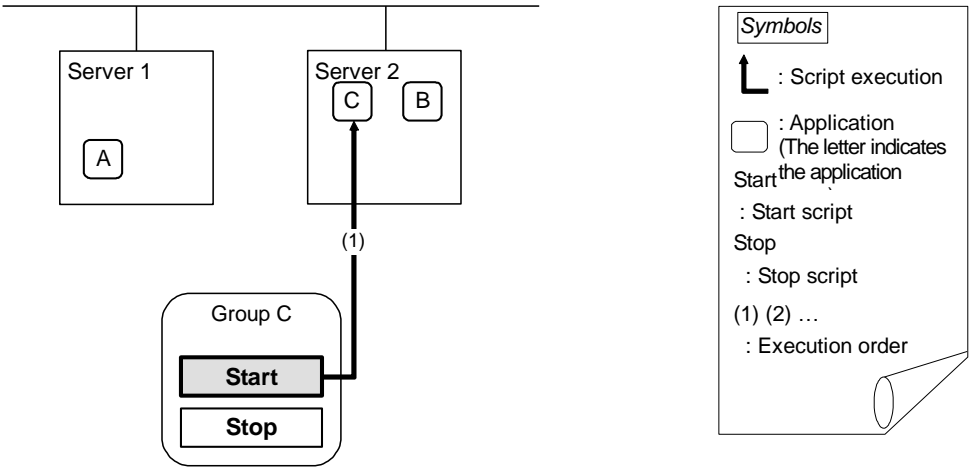 Server 1
Server 2
C
B
A
(1)
Group C
Start
Stop
Symbols
: Script execution
: Application
(The letter indicates
the application
Start
: Start script
Stop
: Stop script
(1) (2) …
: Execution order